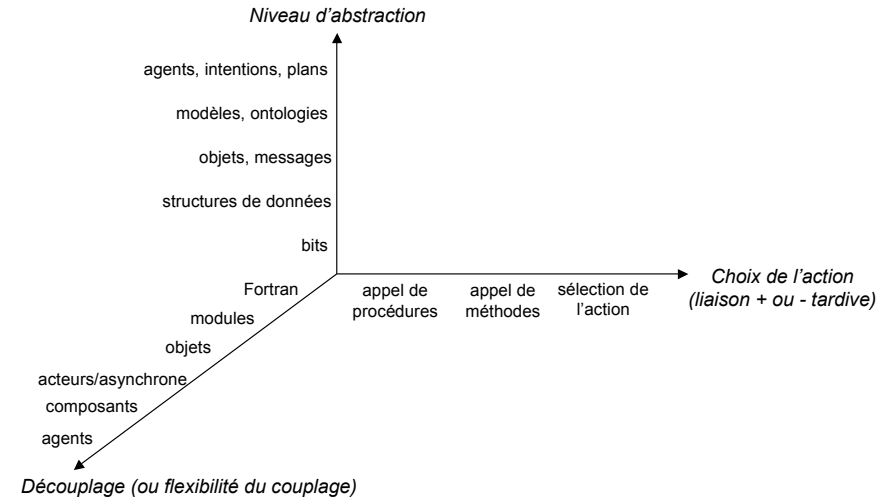 Niveau d’abstraction
agents, intentions, plans
modèles, ontologies
objets, messages
structures de données
bits
Fortran
modules
objets
acteurs/asynchrone
composants
agents
Découplage (ou flexibilité du couplage)
appel de
procédures
appel de
méthodes
sélection de
l’action
Choix de l’action
(liaison + ou - tardive)